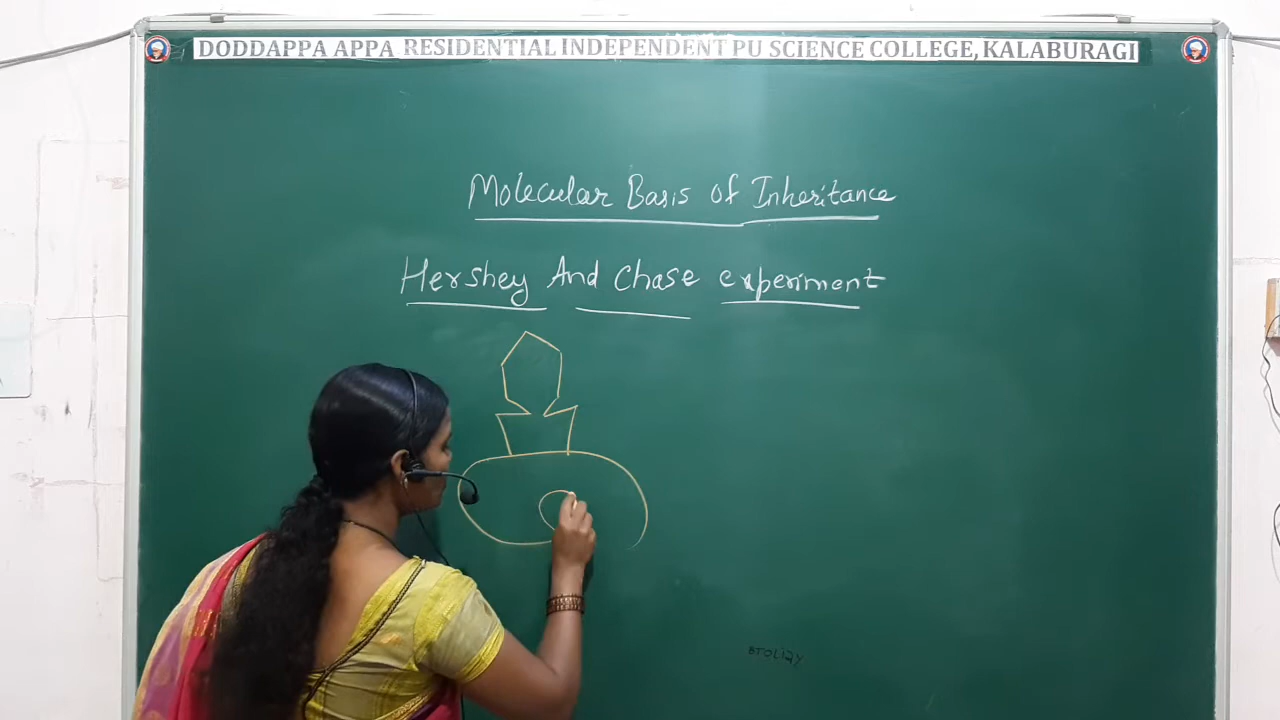 DODDAPPA APPA RESIDENTIAL INDEPENDENT PU SCIENCE COLLEGE, KALABURAGI
Molecular Basis of Inheritance
Hershey And Chase experiment